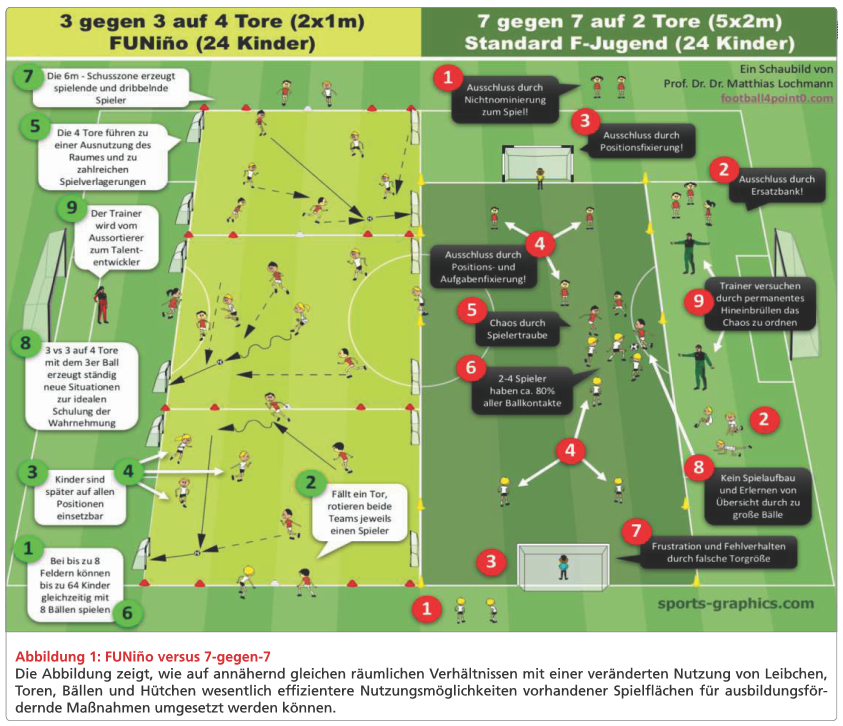 3 gegen 3 auf 4 Tore (2x1m)
FUNiño (24 Kinder)
7 gegen 7 auf 2 Tore (5x2m)
Standard F-Jugend (24 Kinder)
7
Die 6m - Schusszone erzeugt
spielende und dribbelnde
Spieler
5
Die 4 Tore führen zu
einer Ausnutzung des
Raumes und zu
zahlreichen
Spielverlagerungen
9
Der Trainer
wird vom
Aussortierer
zum Talent-
entwickler
8
3 vs 3 auf 4 Tore
mit dem 3er Ball
erzeugt ständig
neue Situationen
zur idealen
Schulung der
Wahrnehmung
3
4
Kinder sind
später auf allen
Positionen
einsetzbar
2
Fällt ein Tor,
rotieren beide
Teams jeweils
einen Spieler
1
Bei bis zu 8
Feldern können
bis zu 64 Kinder
gleichzeitig mit
8 Bällen spielen
6
1
Ausschluss durch
Nichtnominierung
zum Spiel!
Ein Schaubild von
Prof. Dr. Dr. Matthias Lochmann
football4point0.com
3
Ausschluss durch
Positionsfixierung!
2
Ausschluss durch
Ersatzbank!
4
Ausschluss durch
Positions- und
Aufgabenfixierung!
9
Trainer versuchen
durch permanentes
Hineinbrüllen das
Chaos zu ordnen
5
Chaos durch
Spielertraube
6
2-4 Spieler
haben ca. 80%
aller Ballkontakte
2
4
8
Kein Spielaufbau
und Erlernen von
Übersicht durch zu
große Bälle
7
Frustration und Fehlverhalten
durch falsche Torgröße
3
1
sports-graphics.com
Abbildung 1: FUNiño versus 7-gegen-7
Die Abbildung zeigt, wie auf annähernd gleichen räumlichen Verhältnissen mit einer veränderten Nutzung von Leibchen,
Toren, Bällen und Hütchen wesentlich effizientere Nutzungsmöglichkeiten vorhandener Spielflächen für ausbildungsför-
dernde Maßnahmen umgesetzt werden können.